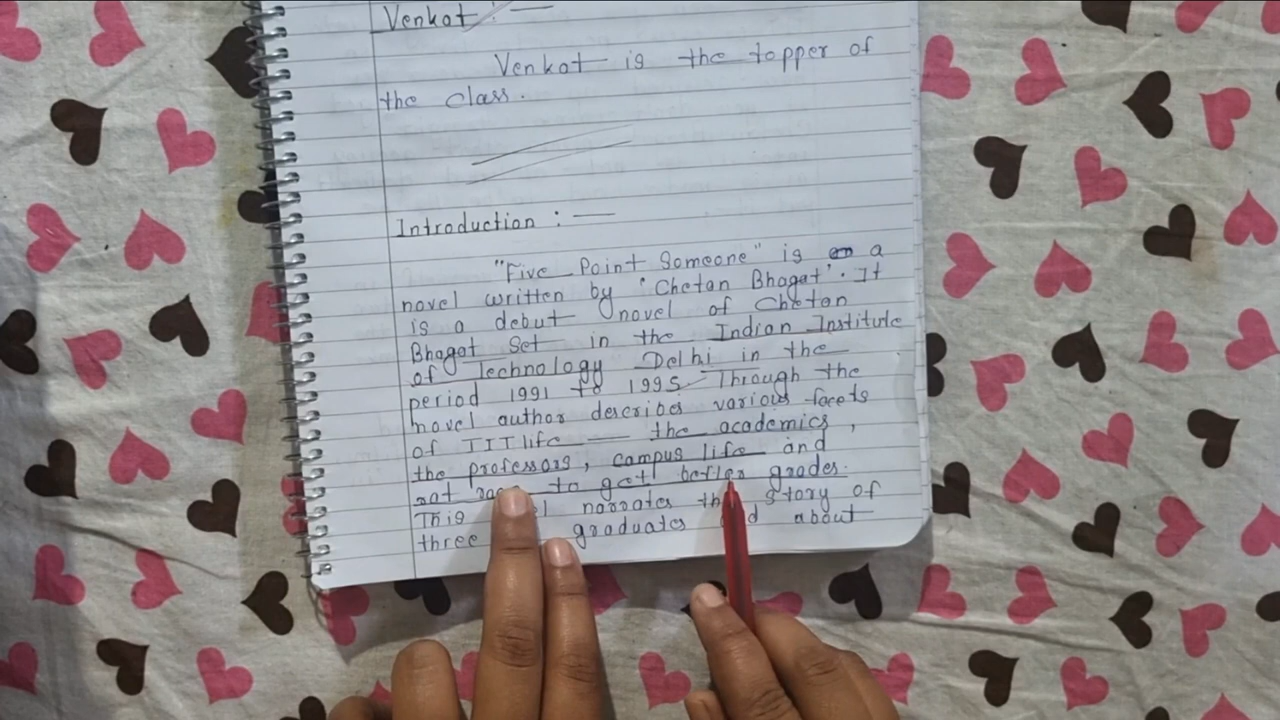 Venkat : —
Venkat is the topper of
the class.
Introduction : —
"Five Point Someone" is a
novel written by 'Chetan Bhagat'. It
is a debut novel of Chetan
Bhagat Set in the Indian Institute
of Technology Delhi in the
period 1991 to 1995. Through the
novel author describes various facets
of IIT life — the academics,
the professors, campus life and
rat to get better grades.
This narrates the story of
three graduates about